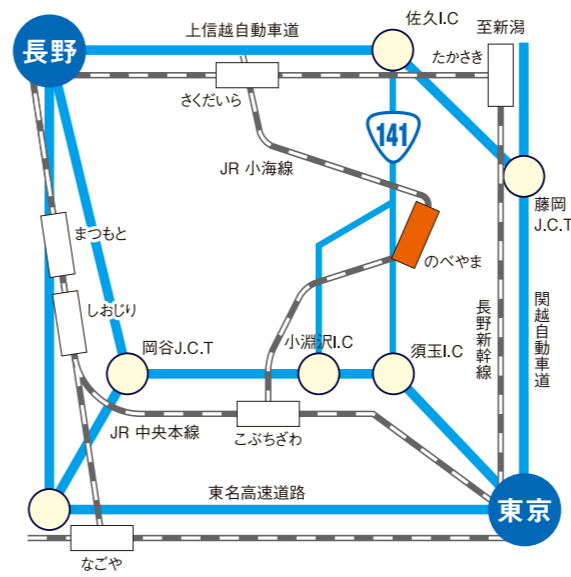 佐久I.C
至新潟
上信越自動車道
長野
たかさき
さくだいら
141
JR 小海線
藤岡
J.C.T
まつもと
のべやま
しおじり
長野新幹線
関越自動車道
岡谷J.C.T
小淵沢I.C
須玉I.C
JR 中央本線
こぶちざわ
東名高速道路
東京
なごや